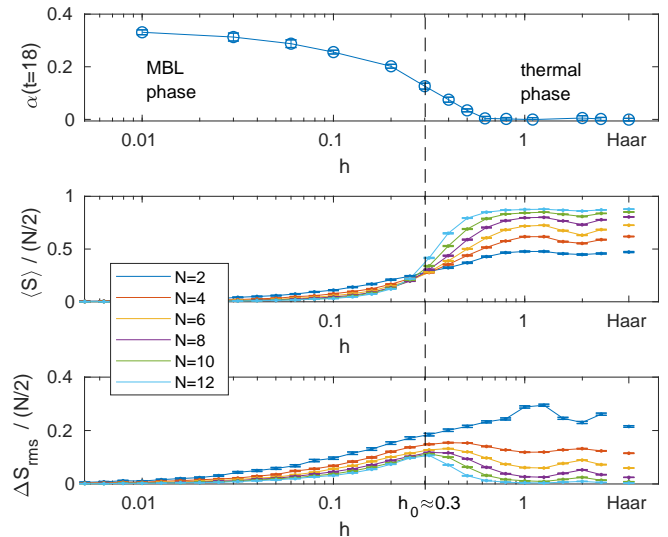 0.4
0.2
0
α(t=18)
MBL
phase
thermal
phase
0.01
0.1
1
Haar
h
1
0.5
0
⟨S⟩ / (N/2)
0.1
1
Haar
h
N=2
N=4
N=6
N=8
N=10
N=12
0.4
0.2
0
ΔS_rms / (N/2)
0.01
0.1
h₀≈0.3
1
Haar
h